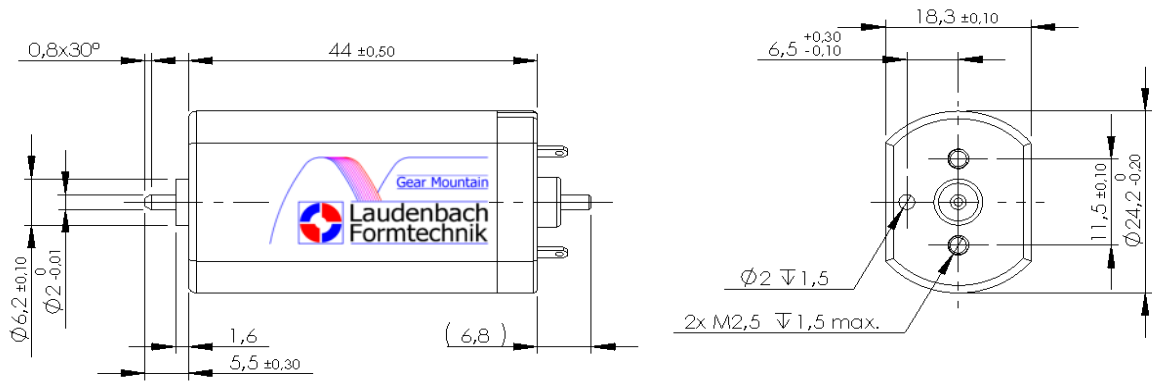 0,8x30°
44 ±0,50
18,3 ±0,10
6,5 +0,30 -0,10
Gear Mountain
Laudenbach
Formtechnik
Ø6,2 ±0,10
Ø2 0 -0,01
11,5 ±0,10
Ø24,2 0 -0,20
Ø2 ↧1,5
2x M2,5 ↧1,5 max.
1,6
5,5 ±0,30
( 6,8 )